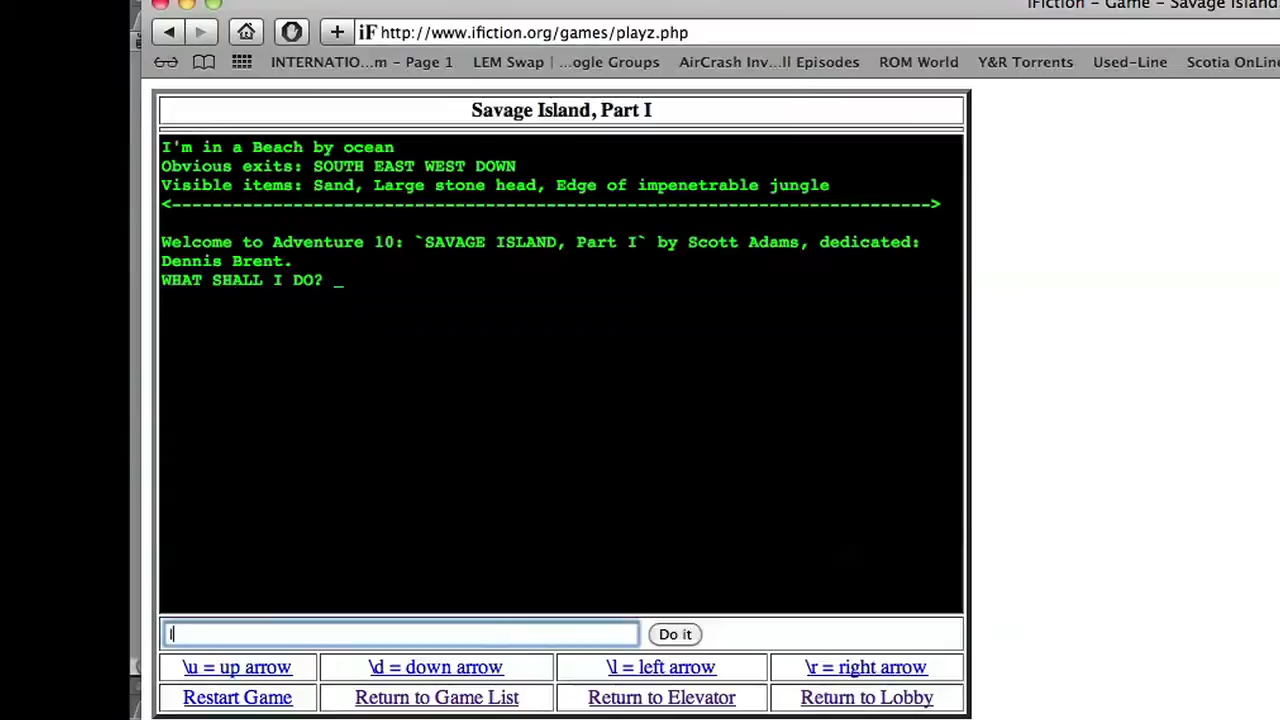 iFiction - Game - Savage Island
iF http://www.ifiction.org/games/playz.php
INTERNATIO...m - Page 1 LEM Swap | ...ogle Groups AirCrash Inv...ll Episodes ROM World Y&R Torrents Used-Line Scotia OnLin
Savage Island, Part I
I'm in a Beach by ocean
Obvious exits: SOUTH EAST WEST DOWN
Visible items: Sand, Large stone head, Edge of impenetrable jungle
<---------------------------------------------------------------------------->
Welcome to Adventure 10: `SAVAGE ISLAND, Part I` by Scott Adams, dedicated:
Dennis Brent.
WHAT SHALL I DO? _
Do it
\u = up arrow \d = down arrow \l = left arrow \r = right arrow
Restart Game Return to Game List Return to Elevator Return to Lobby